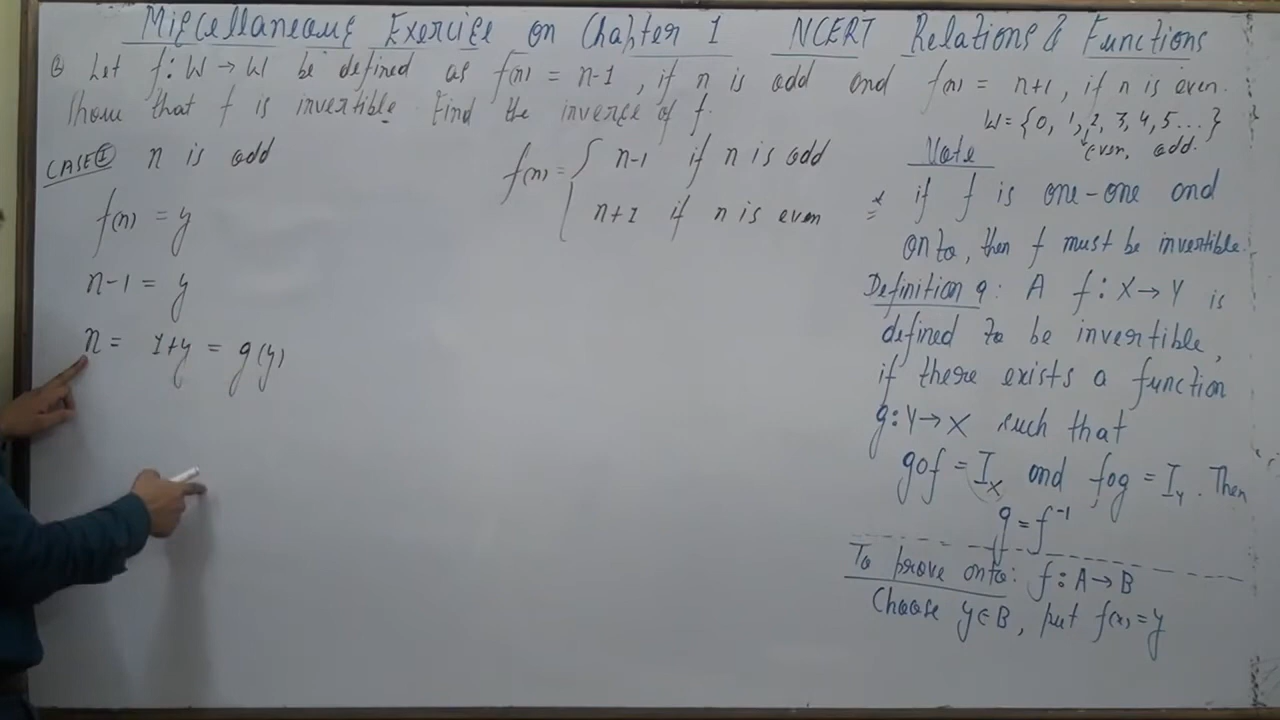 Miscellaneous Exercise on Chapter 1 NCERT Relations & Functions
Let f: W → W be defined as f(n) = n-1, if n is odd and f(n) = n+1, if n is even.
Show that f is invertible. Find the inverse of f.
W = {0, 1, 2, 3, 4, 5...}
even, odd.
CASE I n is odd
f(n) = y
n-1 = y
n = 1+y = g(y)
f(n) = { n-1 if n is odd
n+1 if n is even
Note
* if f is one-one and
onto, then f must be invertible.
Definition 9: A f: X → Y is
defined to be invertible,
if there exists a function
g: Y → X such that
gof = I_X and fog = I_Y. Then
g = f⁻¹
To prove onto: f: A → B
Choose y ∈ B, put f(x) = y